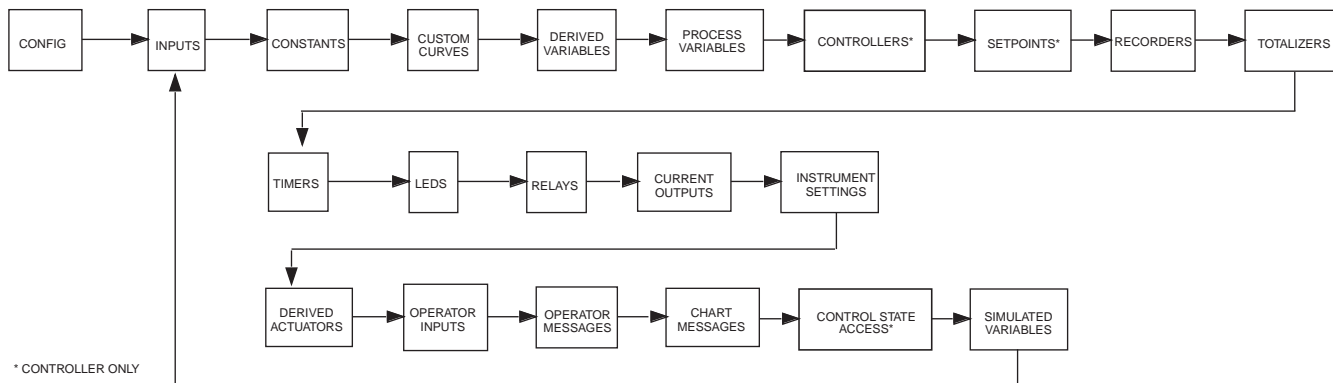 CONFIG
INPUTS
CONSTANTS
CUSTOM
CURVES
DERIVED
VARIABLES
PROCESS
VARIABLES
CONTROLLERS*
SETPOINTS*
RECORDERS
TOTALIZERS
TIMERS
LEDS
RELAYS
CURRENT
OUTPUTS
INSTRUMENT
SETTINGS
DERIVED
ACTUATORS
OPERATOR
INPUTS
OPERATOR
MESSAGES
CHART
MESSAGES
CONTROL STATE
ACCESS*
SIMULATED
VARIABLES
* CONTROLLER ONLY